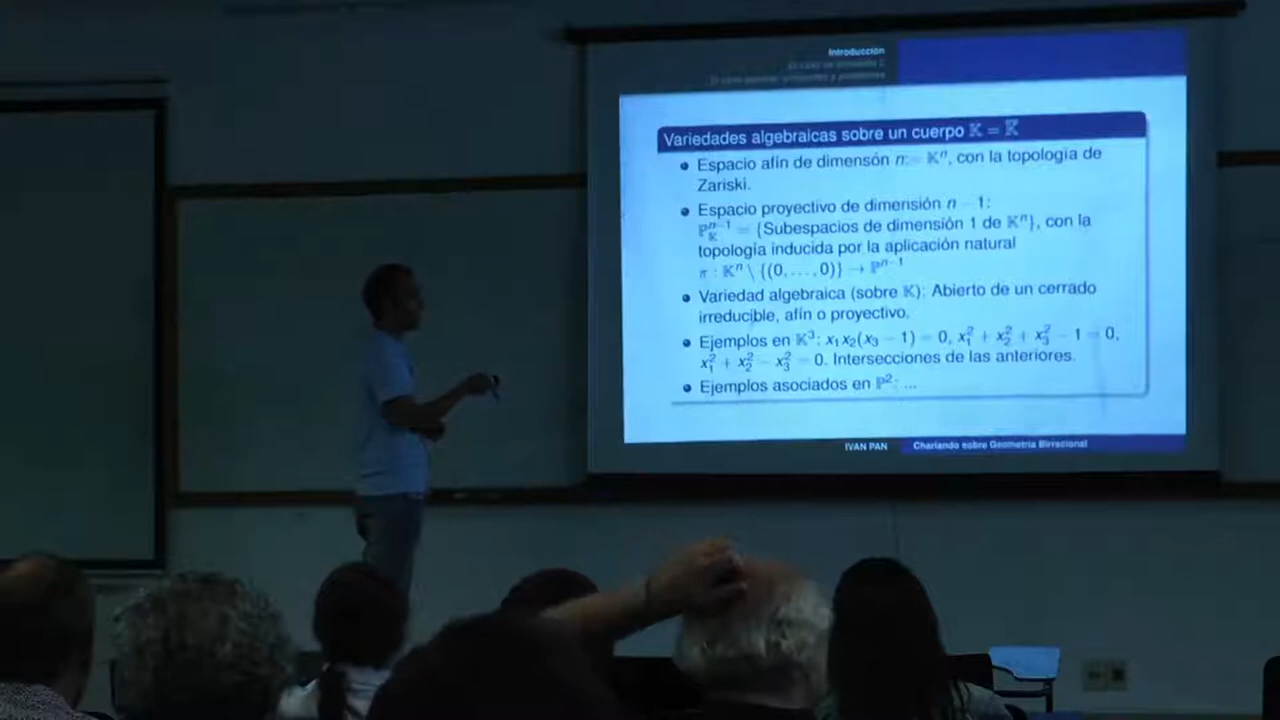 Introducción
Variedades algebraicas sobre un cuerpo 𝕂 = 𝕂̅
Espacio afín de dimensón n: 𝕂ⁿ, con la topología de
Zariski.
Espacio proyectivo de dimensión n − 1:
ℙⁿ⁻¹_𝕂 = {Subespacios de dimensión 1 de 𝕂ⁿ}, con la
topología inducida por la aplicación natural
π : 𝕂ⁿ \ {(0, ..., 0)} → ℙⁿ⁻¹
Variedad algebraica (sobre 𝕂): Abierto de un cerrado
irreducible, afín o proyectivo.
Ejemplos en 𝕂³: x₁x₂(x₃ − 1) = 0, x₁² + x₂² + x₃² − 1 = 0,
x₁² + x₂² − x₃² = 0. Intersecciones de las anteriores.
Ejemplos asociados en ℙ²: ...
IVAN PAN Charlando sobre Geometría Birracional